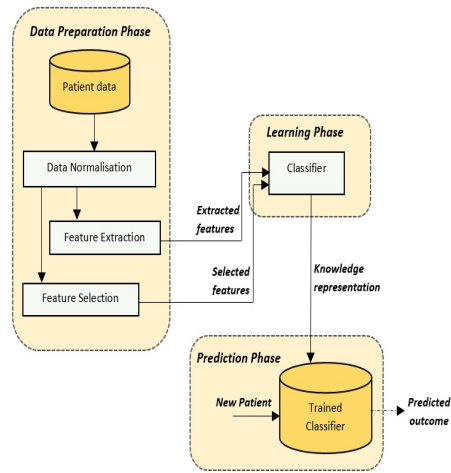 Data Preparation Phase
Patient data
Data Normalisation
Feature Extraction
Feature Selection
Extracted
features
Selected
features
Learning Phase
Classifier
Knowledge
representation
Prediction Phase
New Patient
Trained
Classifier
Predicted
outcome